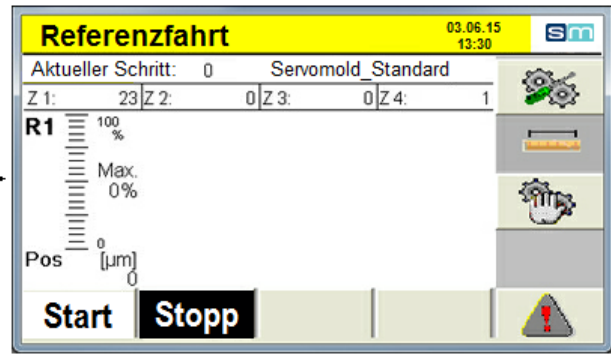 Referenzfahrt
03.06.15
13:30
sm
Aktueller Schritt: 0 Servomold_Standard
Z 1: 23 Z 2: 0 Z 3: 0 Z 4: 1
R1
100
%
Max.
0%
0
Pos [µm]
0
Start Stopp